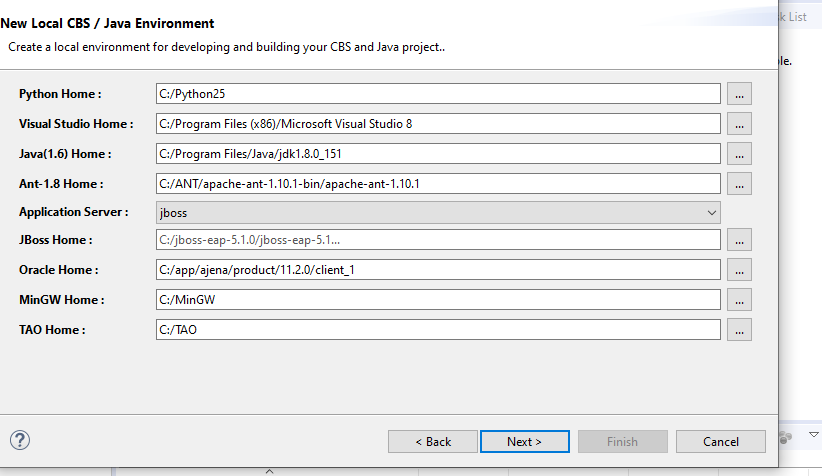 New Local CBS / Java Environment
k List
Create a local environment for developing and building your CBS and Java project..
le.
Python Home : C:/Python25 ...
Visual Studio Home : C:/Program Files (x86)/Microsoft Visual Studio 8 ...
Java(1.6) Home : C:/Program Files/Java/jdk1.8.0_151 ...
Ant-1.8 Home : C:/ANT/apache-ant-1.10.1-bin/apache-ant-1.10.1 ...
Application Server : jboss
JBoss Home : C:/jboss-eap-5.1.0/jboss-eap-5.1... ...
Oracle Home : C:/app/ajena/product/11.2.0/client_1 ...
MinGW Home : C:/MinGW ...
TAO Home : C:/TAO ...
? < Back Next > Finish Cancel